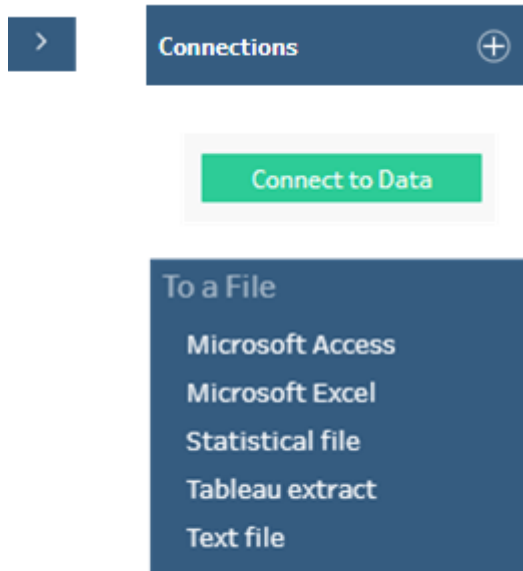 Connections
Connect to Data
To a File
Microsoft Access
Microsoft Excel
Statistical file
Tableau extract
Text file